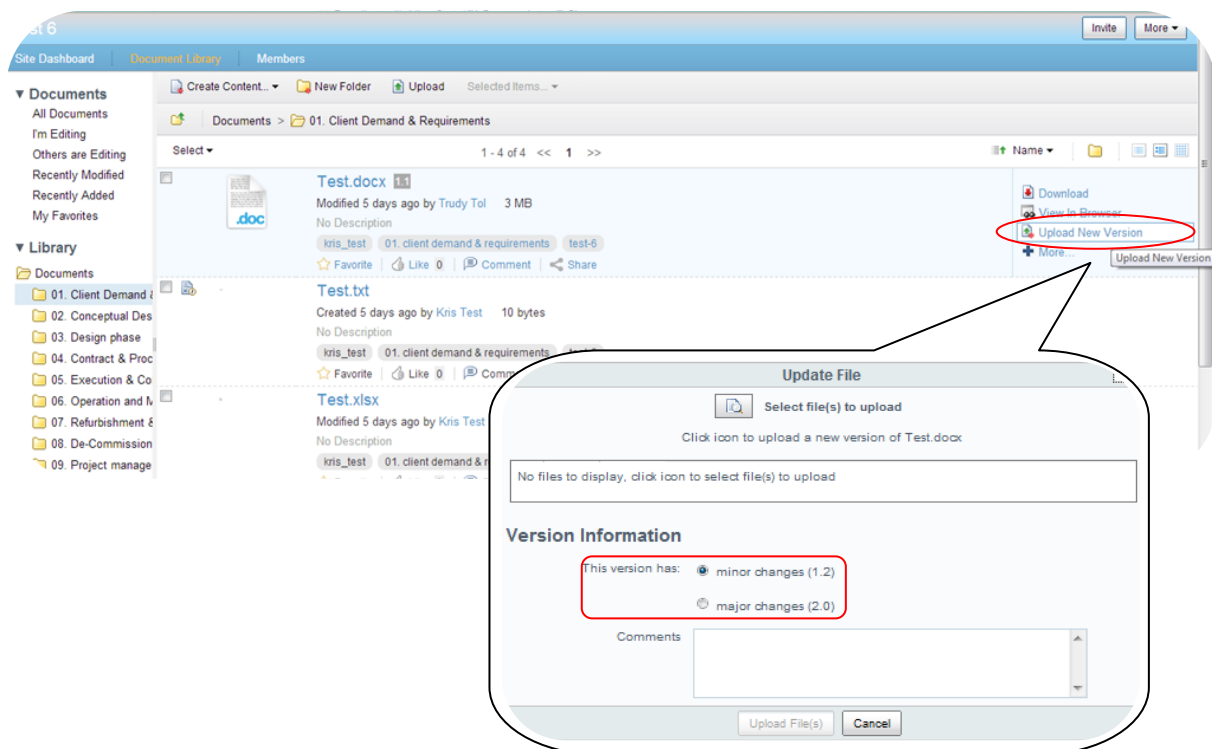 st 6
Invite
More
Site Dashboard
Document Library
Members
Documents
All Documents
I'm Editing
Others are Editing
Recently Modified
Recently Added
My Favorites
Library
Documents
01. Client Demand &
02. Conceptual Des
03. Design phase
04. Contract & Proc
05. Execution & Co
06. Operation and M
07. Refurbishment &
08. De-Commission
09. Project manage
Create Content... New Folder Upload Selected Items...
Documents > 01. Client Demand & Requirements
Select 1 - 4 of 4 << 1 >> Name
Test.docx 1.1
Modified 5 days ago by Trudy Tol 3 MB
No Description
kris_test 01. client demand & requirements test-6
Favorite Like 0 Comment Share
.doc
Download
View In Browser
Upload New Version
More...
Upload New Version
Test.txt
Created 5 days ago by Kris Test 10 bytes
No Description
kris_test 01. client demand & requirements
Favorite Like 0 Comm
Test.xlsx
Modified 5 days ago by Kris Test
No Description
kris_test 01. client demand & r
Update File
Select file(s) to upload
Click icon to upload a new version of Test.docx
No files to display, click icon to select file(s) to upload
Version Information
This version has: minor changes (1.2)
major changes (2.0)
Comments
Upload File(s) Cancel